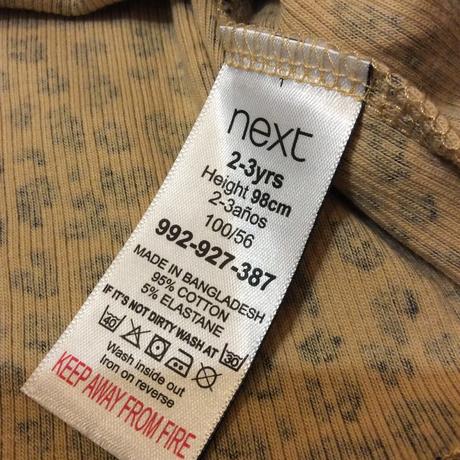 next
2-3yrs
Height 98cm
2-3años
100/56
992-927-387
MADE IN BANGLADESH
95% COTTON
5% ELASTANE
IF IT'S NOT DIRTY WASH AT 30
40
Wash inside out
Iron on reverse
KEEP AWAY FROM FIRE